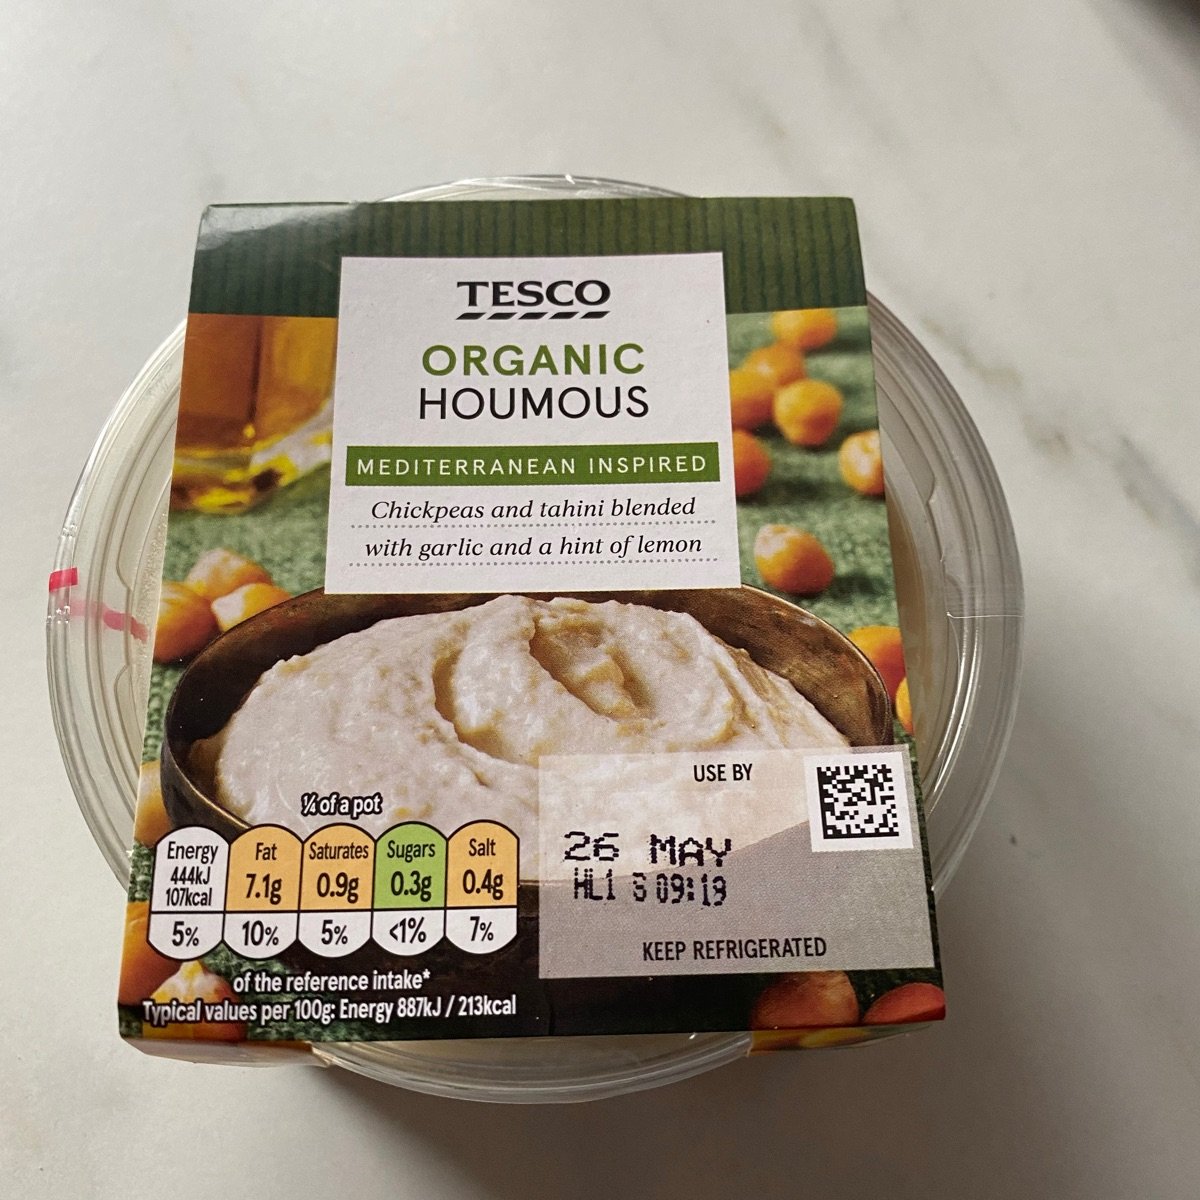 TESCO
ORGANIC
HOUMOUS
MEDITERRANEAN INSPIRED
Chickpeas and tahini blended
with garlic and a hint of lemon
¼ of a pot
Energy
444kJ
107kcal
5%
Fat
7.1g
10%
Saturates
0.9g
5%
Sugars
0.3g
<1%
Salt
0.4g
7%
of the reference intake*
Typical values per 100g: Energy 887kJ / 213kcal
USE BY
26 MAY
HL1 S 09:19
KEEP REFRIGERATED